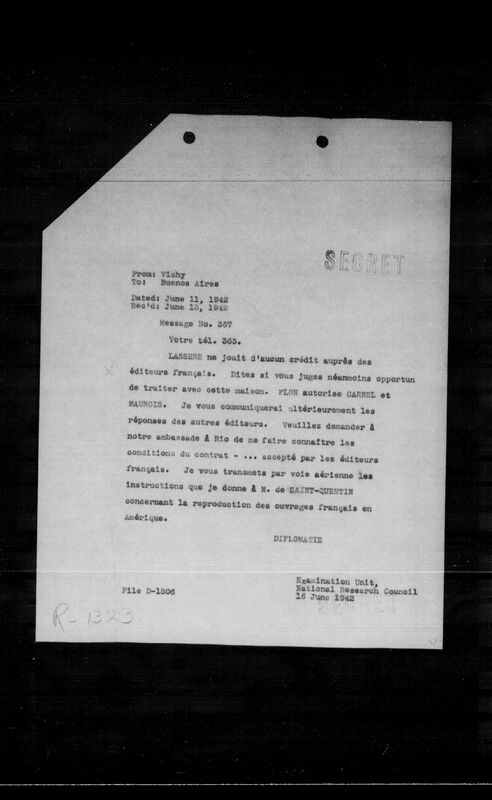 SECRET
From: Vichy
To: Buenos Aires
Dated: June 11, 1942
Rec'd: June 13, 1942
Message No. 367
Votre tél. 363.
LASSERE ne jouit d'aucun crédit auprès des
éditeurs français. Dites si vous juges néanmoins opportun
de traiter avec cette maison. PLON autorise CARREL et
MAUROIS. Je vous communiquerai ultérieurement les
réponses des autres éditeurs. Veuillez demander à
notre ambassade à Rio de me faire connaître les
conditions du contrat - ... accepté par les éditeurs
français. Je vous transmets par voie aérienne les
instructions que je donne à M. de SAINT-QUENTIN
concernant la reproduction des ouvrages français en
Amérique.
DIPLOMATIE
Examination Unit,
National Research Council
16 June 1942
File D-1806
R-1323